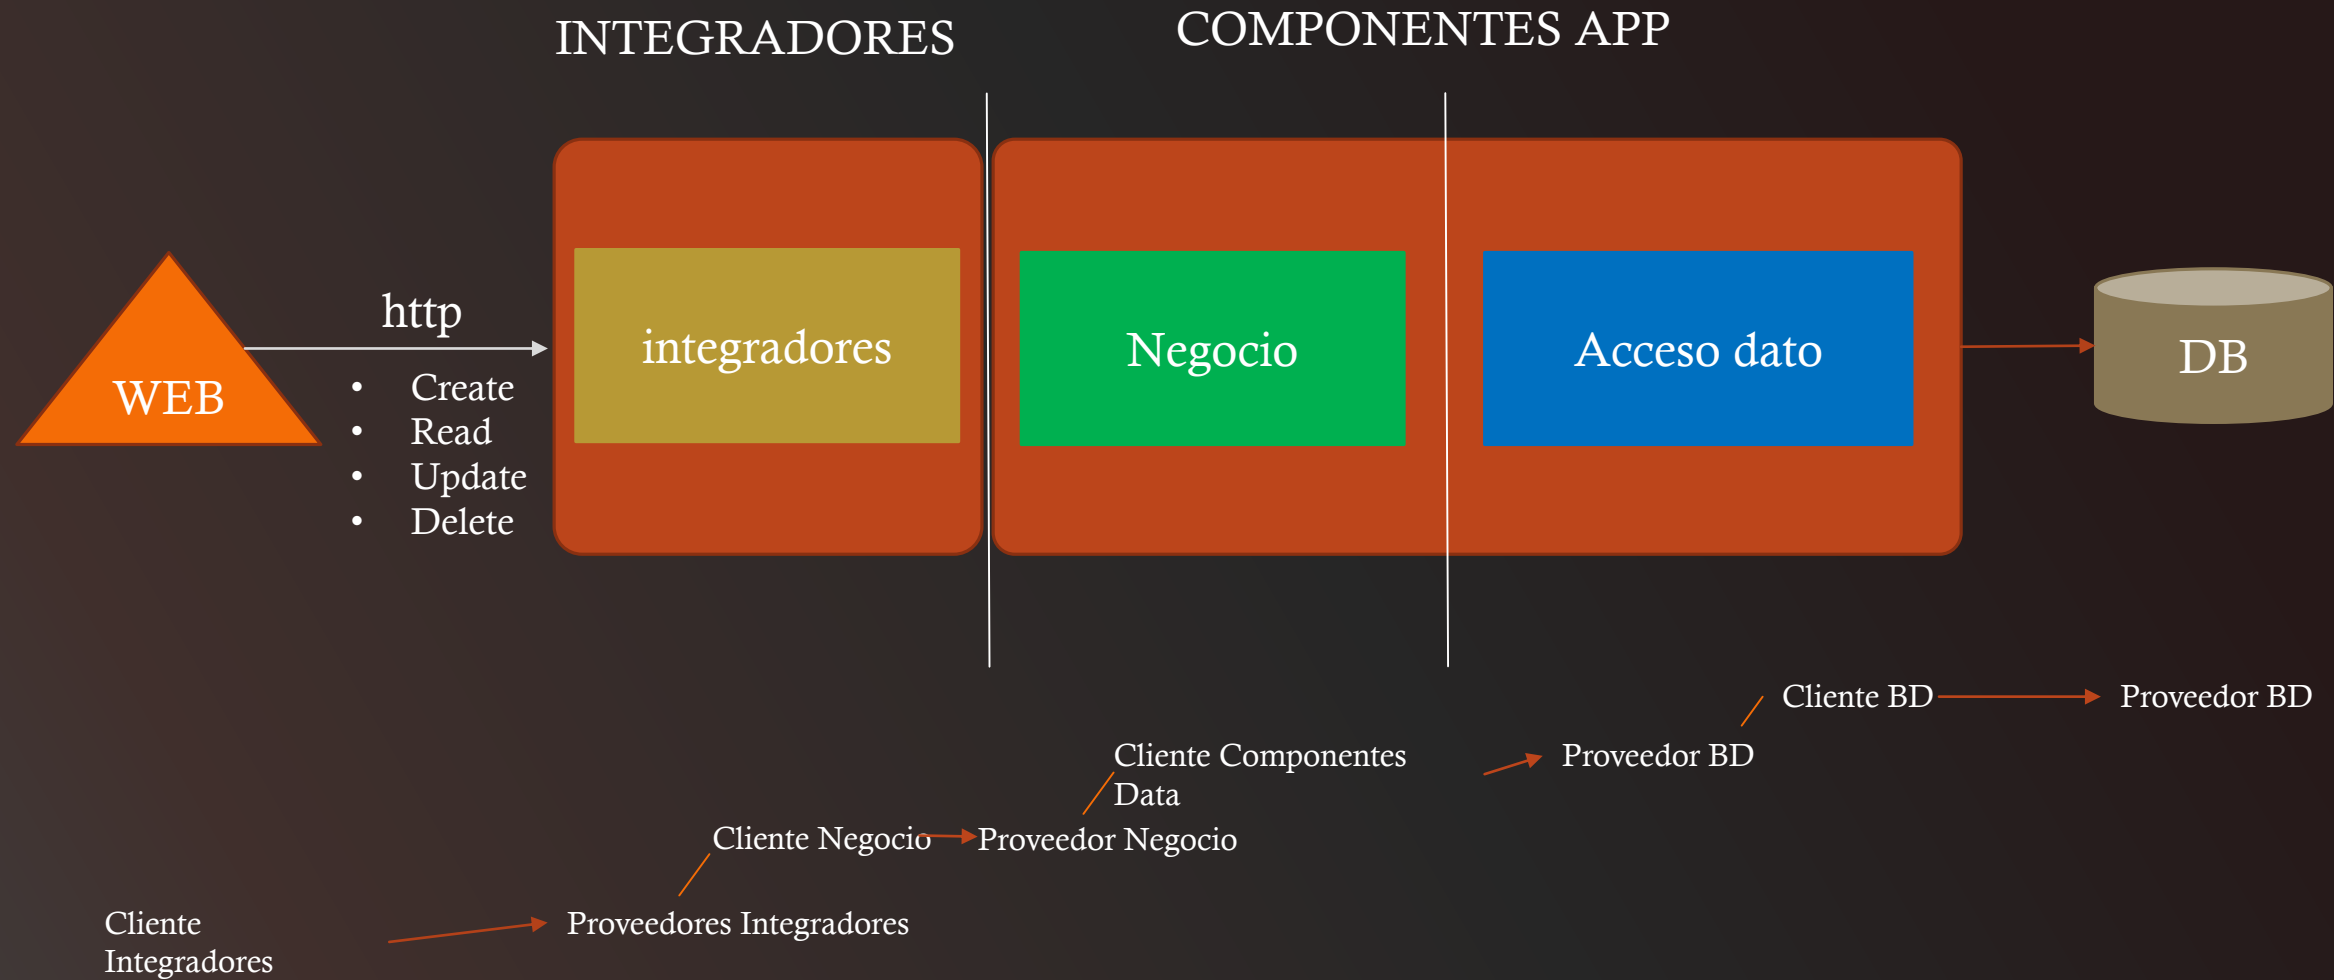 INTEGRADORES
COMPONENTES APP
http
integradores
Negocio
Acceso dato
DB
WEB
• Create
• Read
• Update
• Delete
Cliente BD
Proveedor BD
Cliente Componentes
Data
Proveedor BD
Cliente Negocio
Proveedor Negocio
Cliente
Integradores
Proveedores Integradores